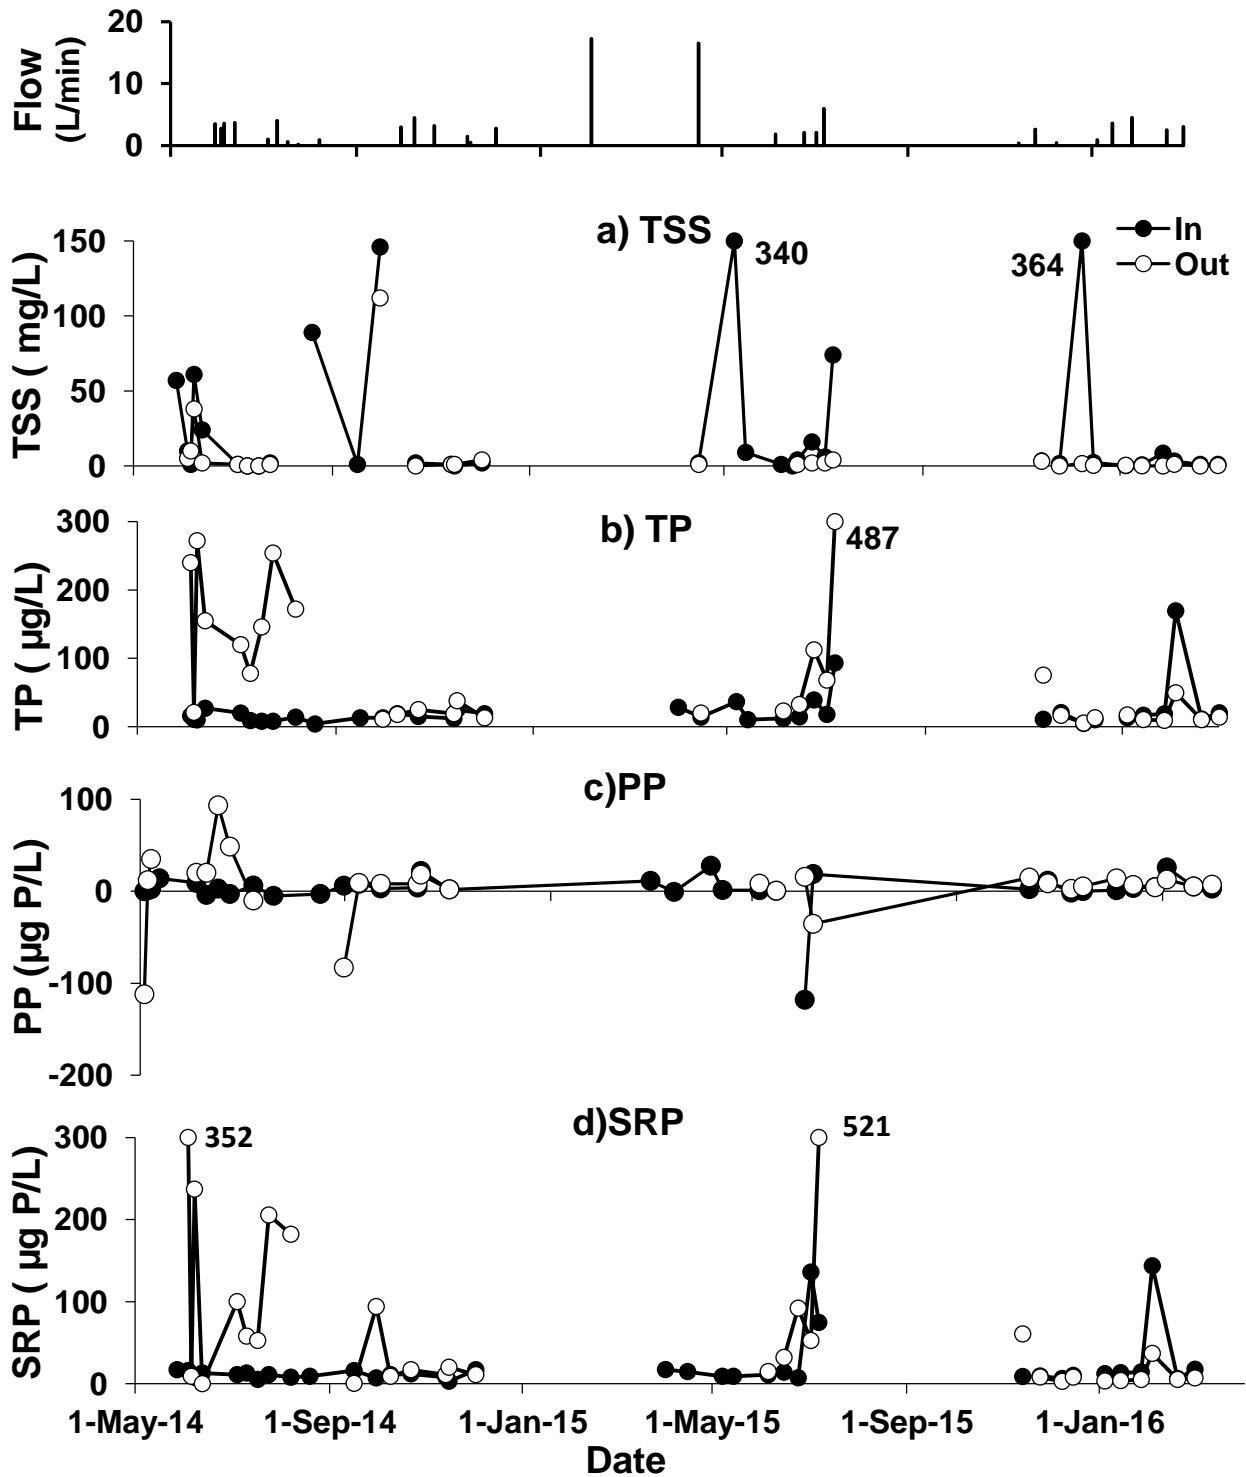 Flow
(L/min)
20
10
0
a) TSS
In
Out
TSS ( mg/L)
150
100
50
0
340
364
b) TP
TP ( µg/L)
300
200
100
0
487
c)PP
PP (µg P/L)
100
0
-100
-200
d)SRP
SRP ( µg P/L)
300
200
100
0
352
521
1-May-14
1-Sep-14
1-Jan-15
1-May-15
1-Sep-15
1-Jan-16
Date